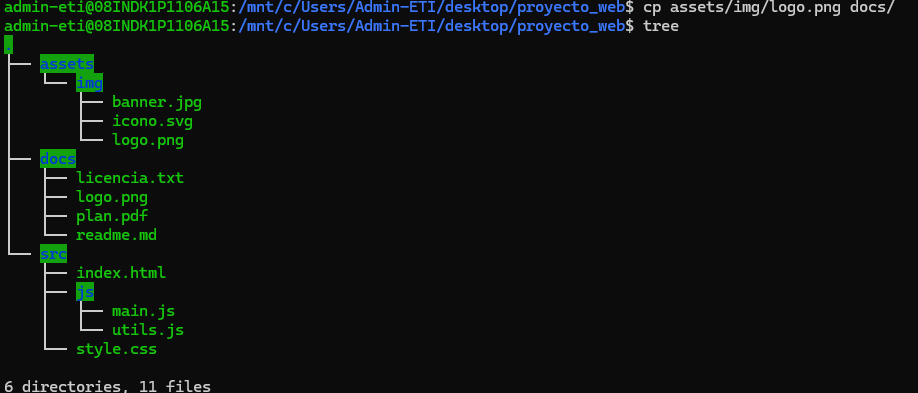 admin-eti@08INDK1P1106A15:/mnt/c/Users/Admin-ETI/desktop/proyecto_web$ cp assets/img/logo.png docs/
admin-eti@08INDK1P1106A15:/mnt/c/Users/Admin-ETI/desktop/proyecto_web$ tree
.
├── assets
│   └── img
│       ├── banner.jpg
│       ├── icono.svg
│       └── logo.png
├── docs
│   ├── licencia.txt
│   ├── logo.png
│   ├── plan.pdf
│   └── readme.md
└── src
    ├── index.html
    ├── js
    │   ├── main.js
    │   └── utils.js
    └── style.css
6 directories, 11 files